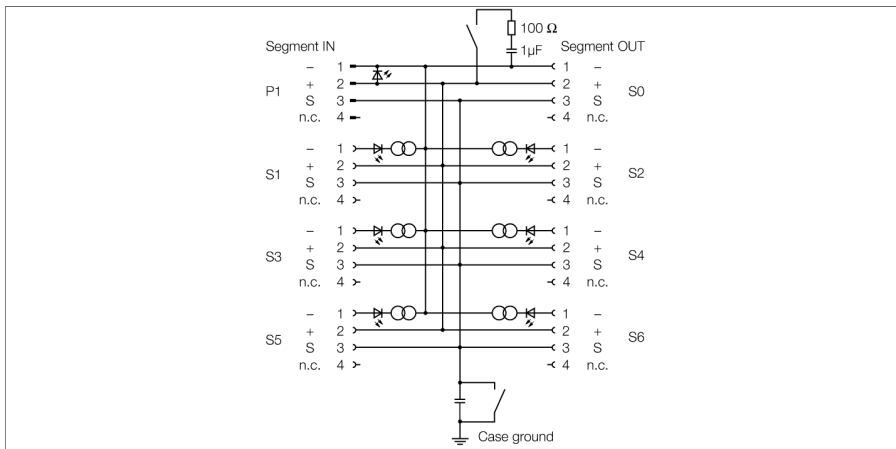 100 Ω
1µF
Segment IN
Segment OUT
– 1 1 –
P1 + 2 2 + S0
S 3 3 S
n.c. 4 4 n.c.
– 1 1 –
S1 + 2 2 + S2
S 3 3 S
n.c. 4 4 n.c.
– 1 1 –
S3 + 2 2 + S4
S 3 3 S
n.c. 4 4 n.c.
– 1 1 –
S5 + 2 2 + S6
S 3 3 S
n.c. 4 4 n.c.
Case ground